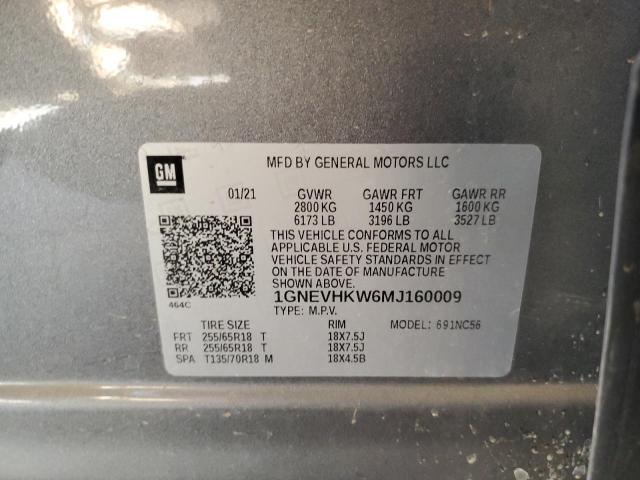 GM
MFD BY GENERAL MOTORS LLC
01/21 GVWR GAWR FRT GAWR RR
2800 KG 1450 KG 1600 KG
6173 LB 3196 LB 3527 LB
THIS VEHICLE CONFORMS TO ALL
APPLICABLE U.S. FEDERAL MOTOR
VEHICLE SAFETY STANDARDS IN EFFECT
ON THE DATE OF MANUFACTURE
SHOWN ABOVE.
464C
1GNEVHKW6MJ160009
TYPE: M.P.V.
TIRE SIZE RIM MODEL: 691NC56
FRT 255/65R18 T 18X7.5J
RR 255/65R18 T 18X7.5J
SPA T135/70R18 M 18X4.5B